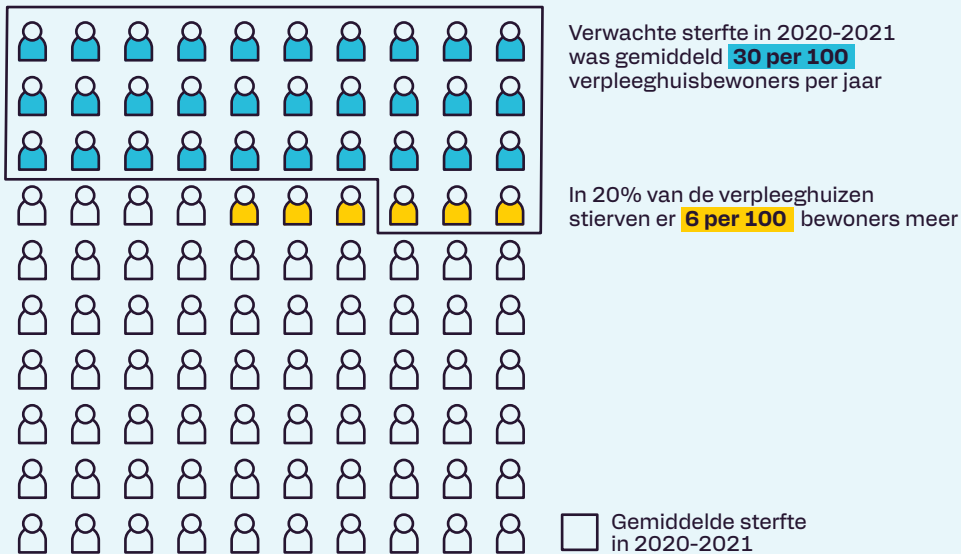 Verwachte sterfte in 2020-2021
was gemiddeld 30 per 100
verpleeghuisbewoners per jaar
In 20% van de verpleeghuizen
stierven er 6 per 100 bewoners meer
Gemiddelde sterfte
in 2020-2021